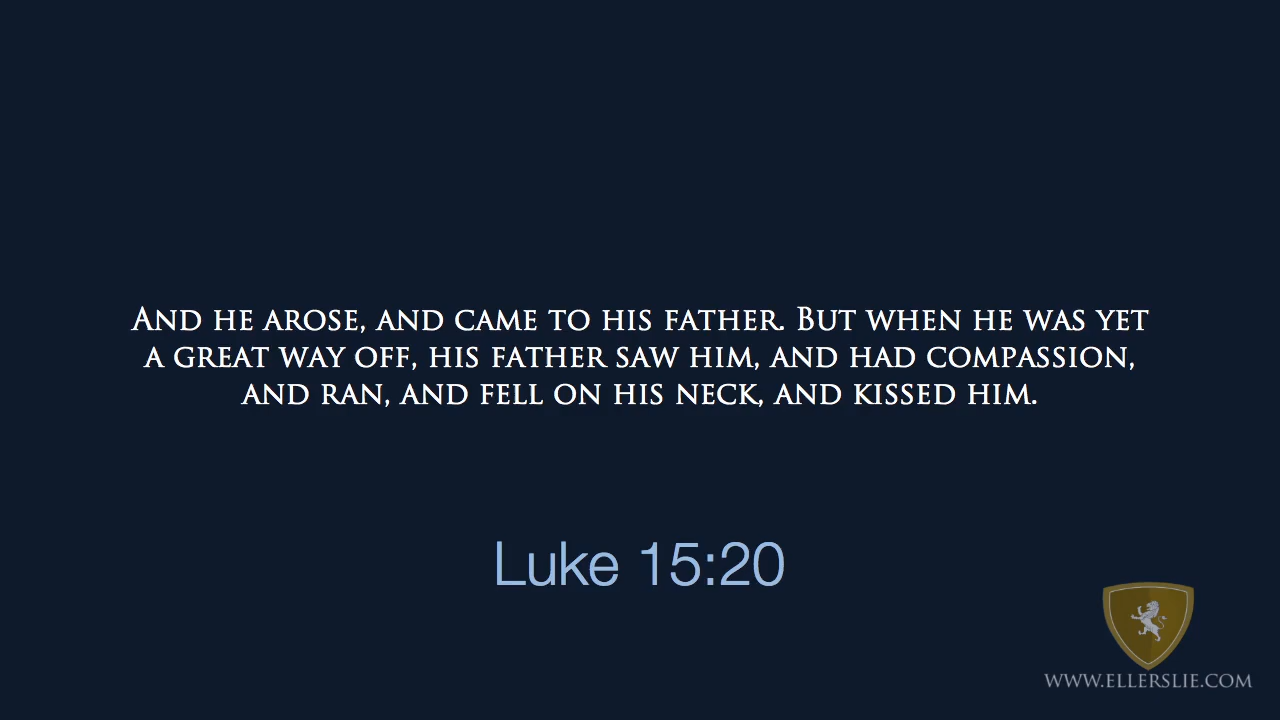 And he arose, and came to his father. But when he was yet
a great way off, his father saw him, and had compassion,
and ran, and fell on his neck, and kissed him.
Luke 15:20
WWW.ELLERSLIE.COM